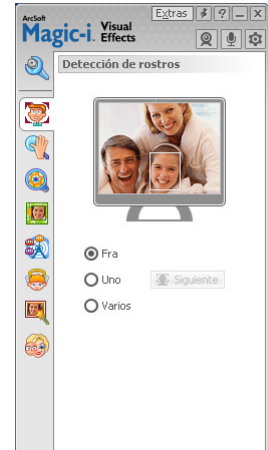 Extras
ArcSoft
Magic-i Visual Effects
Detección de rostros
Fra
Uno
Siguiente
Varios